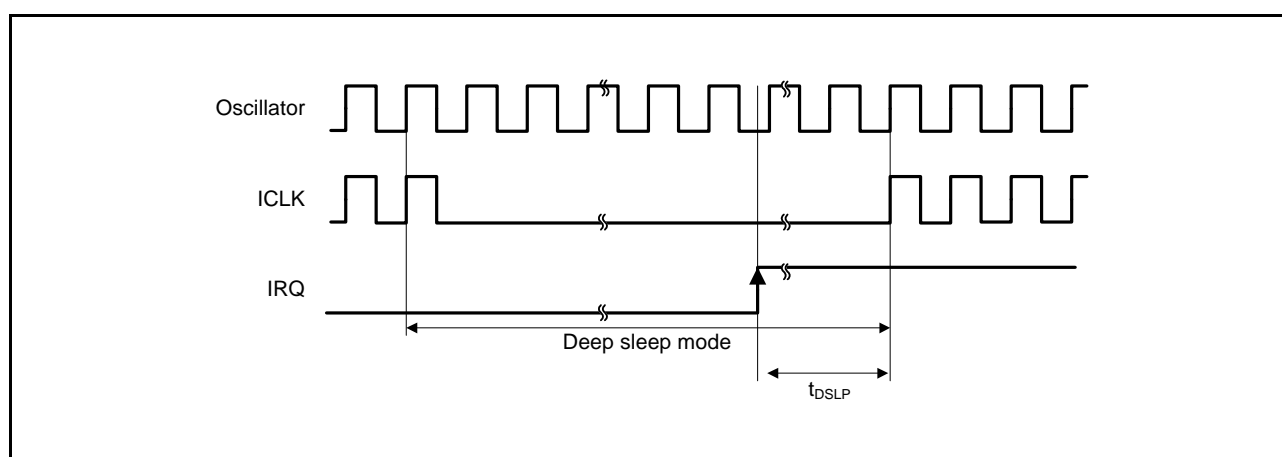 Oscillator
ICLK
IRQ
Deep sleep mode
tDSLP